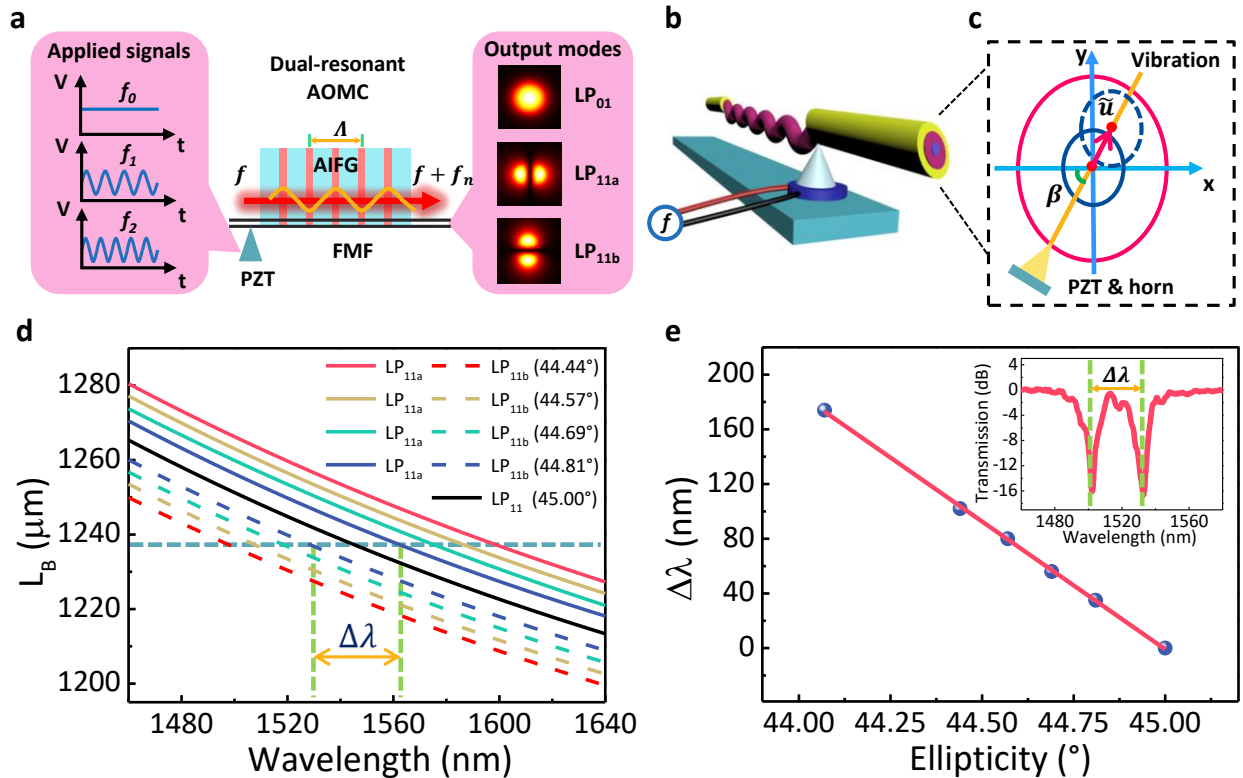 a
Applied signals
V
f₀
t
V
f₁
t
V
f₂
t
PZT
Dual-resonant
AOMC
Λ
AIFG
f
f + fₙ
FMF
Output modes
LP₀₁
LP₁₁ₐ
LP₁₁b
b
f
c
y
Vibration
ũ
x
β
PZT & horn
d
L_B (μm)
1280
1260
1240
1220
1200
LP₁₁ₐ LP₁₁b (44.44°)
LP₁₁ₐ LP₁₁b (44.57°)
LP₁₁ₐ LP₁₁b (44.69°)
LP₁₁ₐ LP₁₁b (44.81°)
LP₁₁ (45.00°)
Δλ
1480 1520 1560 1600 1640
Wavelength (nm)
e
Δλ (nm)
200
160
120
80
40
0
44.00 44.25 44.50 44.75 45.00
Ellipticity (°)
Transmission (dB)
4
0
-4
-8
-12
-16
Δλ
1480 1520 1560
Wavelength (nm)